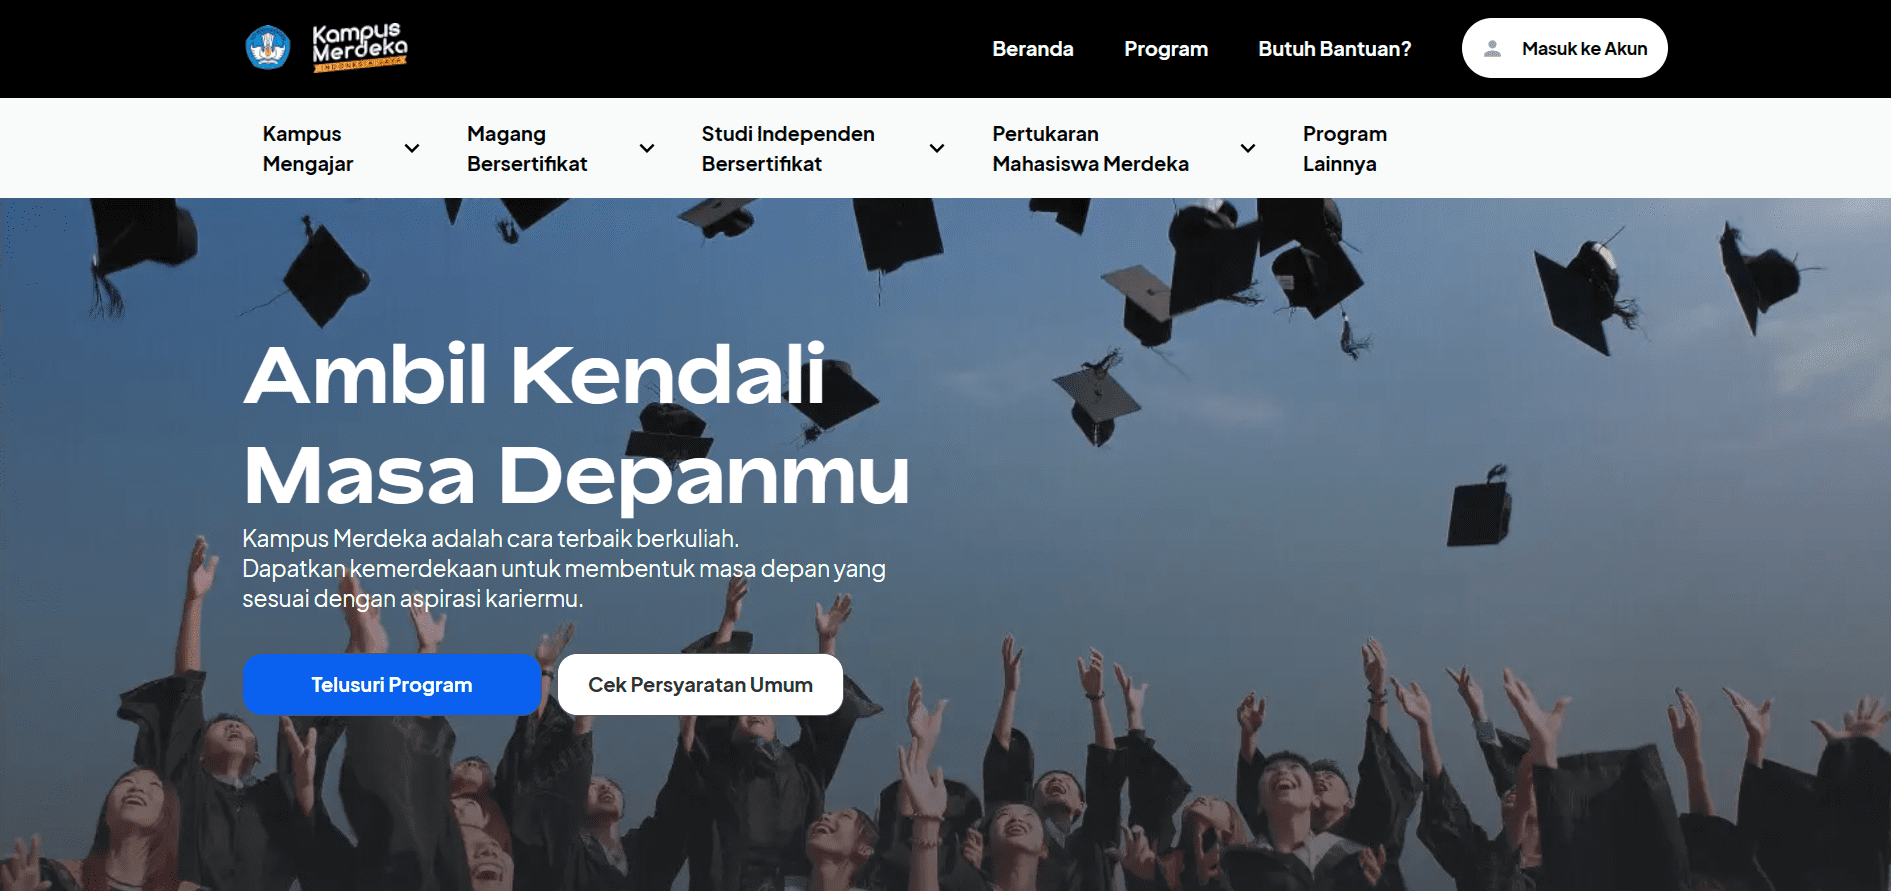 Kampus
Merdeka
INDONESIA JAYA
Beranda
Program
Butuh Bantuan?
Masuk ke Akun
Kampus
Mengajar
Magang
Bersertifikat
Studi Independen
Bersertifikat
Pertukaran
Mahasiswa Merdeka
Program
Lainnya
Ambil Kendali
Masa Depanmu
Kampus Merdeka adalah cara terbaik berkuliah.
Dapatkan kemerdekaan untuk membentuk masa depan yang
sesuai dengan aspirasi kariermu.
Telusuri Program
Cek Persyaratan Umum